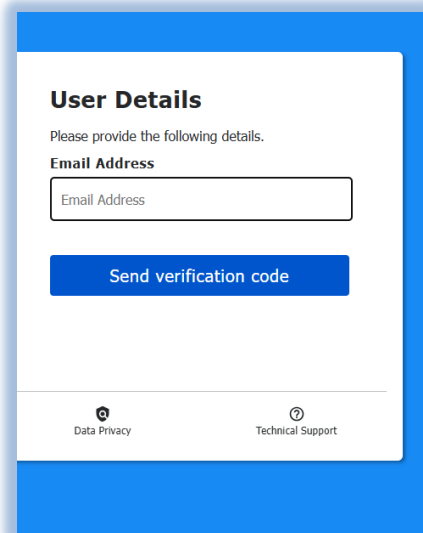 User Details
Please provide the following details.
Email Address
Email Address
Send verification code
Data Privacy
Technical Support